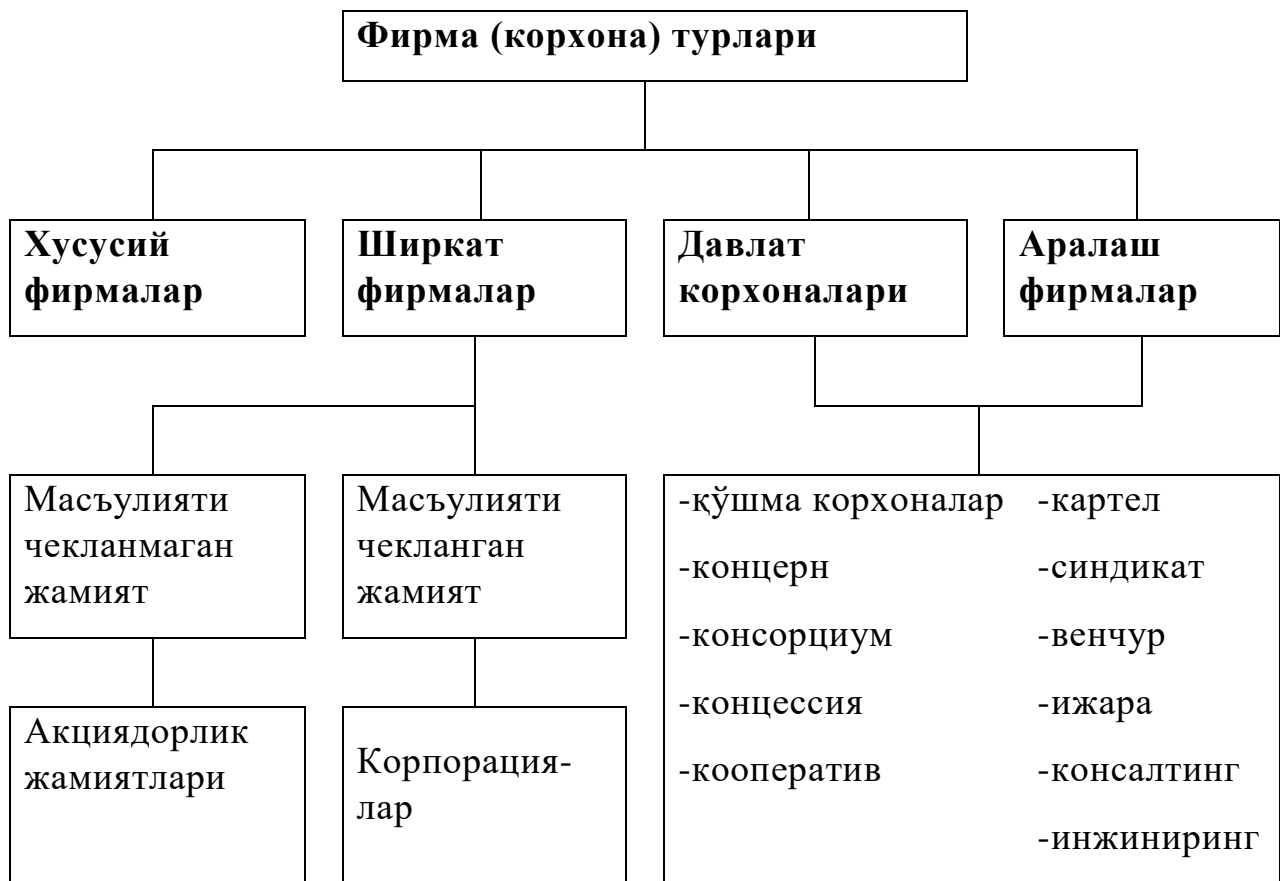 Фирма (корхона) турлари
Хусусий
фирмалар
Ширкат
фирмалар
Давлат
корхоналари
Аралаш
фирмалар
Масъулияти
чекланмаган
жамият
Масъулияти
чекланган
жамият
Акциядорлик
жамиятлари
Корпорация-
лар
-қўшма корхоналар
-концерн
-консорциум
-концессия
-кооператив
-картел
-синдикат
-венчур
-ижара
-консалтинг
-инжиниринг